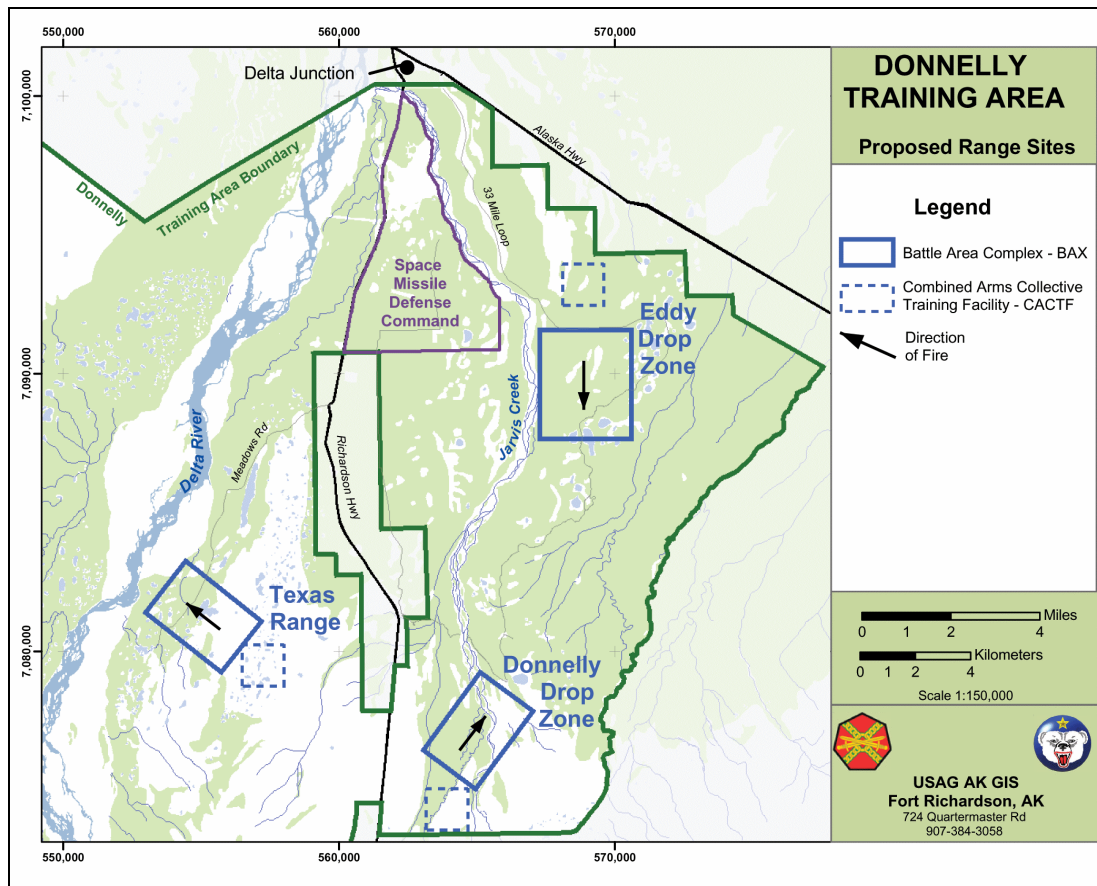 550,000
560,000
570,000
7,100,000
7,090,000
7,080,000
Delta Junction
Alaska Hwy
Donnelly
Training Area Boundary
33 Mile Loop
Space
Missile
Defense
Command
Eddy
Drop
Zone
Jarvis Creek
Delta River
Meadows Rd
Richardson Hwy
Texas
Range
Donnelly
Drop
Zone
550,000
560,000
570,000
DONNELLY
TRAINING AREA
Proposed Range Sites
Legend
Battle Area Complex - BAX
Combined Arms Collective
Training Facility - CACTF
Direction
of Fire
Miles
0 1 2 4
Kilometers
0 1 2 4
Scale 1:150,000
USAG AK GIS
Fort Richardson, AK
724 Quartermaster Rd
907-384-3058